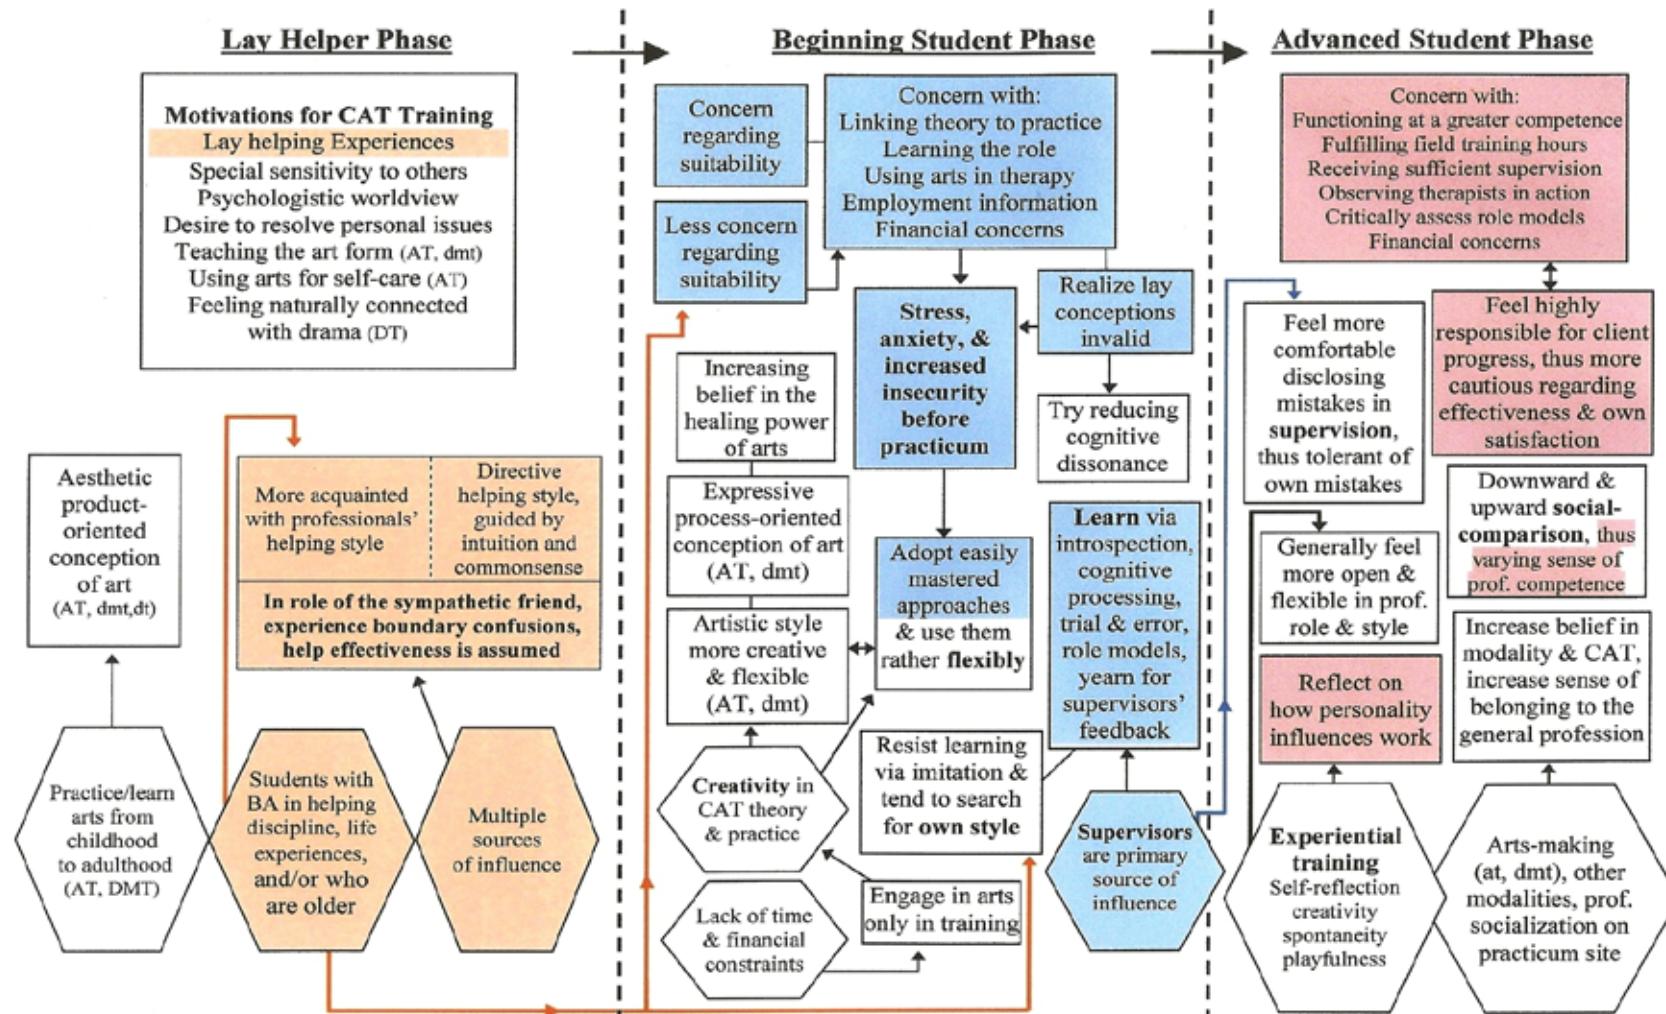 Lay Helper Phase
Motivations for CAT Training
Lay helping Experiences
Special sensitivity to others
Psychologistic worldview
Desire to resolve personal issues
Teaching the art form (AT, dmt)
Using arts for self-care (AT)
Feeling naturally connected
with drama (DT)
Aesthetic
product-
oriented
conception
of art
(AT, dmt,dt)
More acquainted
with professionals'
helping style
Directive
helping style,
guided by
intuition and
commonsense
In role of the sympathetic friend,
experience boundary confusions,
help effectiveness is assumed
Practice/learn
arts from
childhood
to adulthood
(AT, DMT)
Students with
BA in helping
discipline, life
experiences,
and/or who
are older
Multiple
sources
of influence
Beginning Student Phase
Concern
regarding
suitability
Less concern
regarding
suitability
Concern with:
Linking theory to practice
Learning the role
Using arts in therapy
Employment information
Financial concerns
Realize lay
conceptions
invalid
Stress,
anxiety, &
increased
insecurity
before
practicum
Try reducing
cognitive
dissonance
Increasing
belief in the
healing power
of arts
Expressive
process-oriented
conception of art
(AT, dmt)
Artistic style
more creative
& flexible
(AT, dmt)
Adopt easily
mastered
approaches
& use them
rather flexibly
Learn via
introspection,
cognitive
processing,
trial & error,
role models,
yearn for
supervisors'
feedback
Creativity in
CAT theory
& practice
Resist learning
via imitation &
tend to search
for own style
Supervisors
are primary
source of
influence
Lack of time
& financial
constraints
Engage in arts
only in training
Advanced Student Phase
Concern with:
Functioning at a greater competence
Fulfilling field training hours
Receiving sufficient supervision
Observing therapists in action
Critically assess role models
Financial concerns
Feel more
comfortable
disclosing
mistakes in
supervision,
thus tolerant of
own mistakes
Feel highly
responsible for client
progress, thus more
cautious regarding
effectiveness & own
satisfaction
Downward &
upward social-
comparison, thus
varying sense of
prof. competence
Generally feel
more open &
flexible in prof.
role & style
Increase belief in
modality & CAT,
increase sense of
belonging to the
general profession
Reflect on
how personality
influences work
Experiential
training
Self-reflection
creativity
spontaneity
playfulness
Arts-making
(at, dmt), other
modalities, prof.
socialization on
practicum site